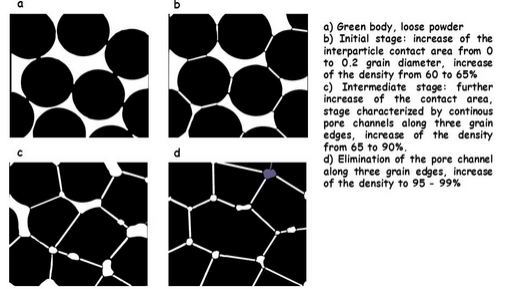 a
b
c
d
a) Green body, loose powder
b) Initial stage: increase of the
interparticle contact area from 0
to 0.2 grain diameter, increase
of the density from 60 to 65%
c) Intermediate stage: further
increase of the contact area,
stage characterized by continous
pore channels along three grain
edges, increase of the density
from 65 to 90%.
d) Elimination of the pore channel
along three grain edges, increase
of the density to 95 - 99%